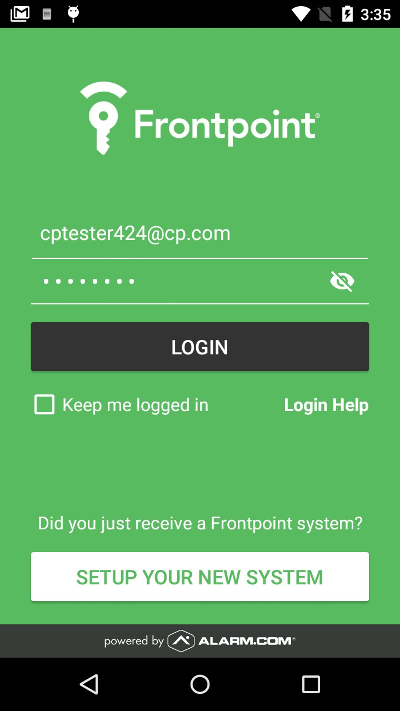 3:35
Frontpoint®
cptester424@cp.com
••••••••
LOGIN
Keep me logged in
Login Help
Did you just receive a Frontpoint system?
SETUP YOUR NEW SYSTEM
powered by ALARM.COM®